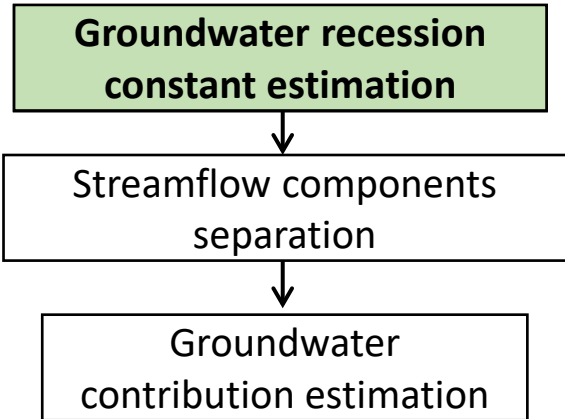 Groundwater recession
constant estimation
Streamflow components
separation
Groundwater
contribution estimation